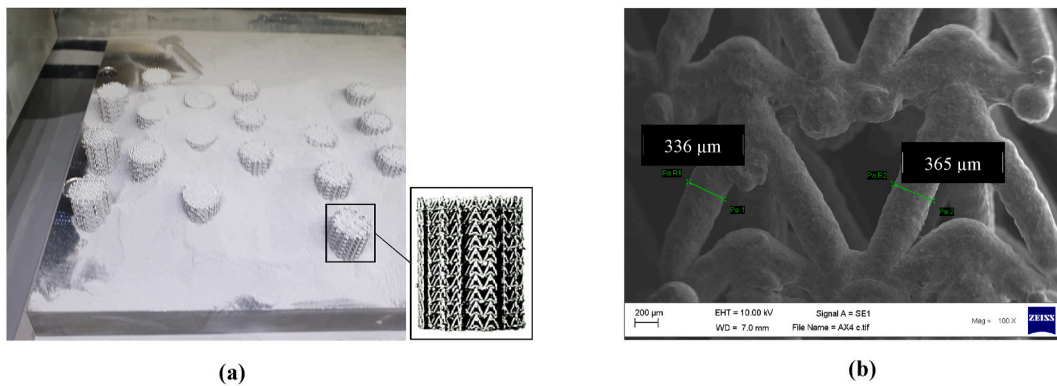 336 µm
365 µm
Pa R1
Pa 1
Pa R2
Pa 2
200 µm
EHT = 10.00 kV
Signal A = SE1
WD = 7.0 mm
File Name = AX4 c.tif
Mag = 100 X
ZEISS
(a)
(b)